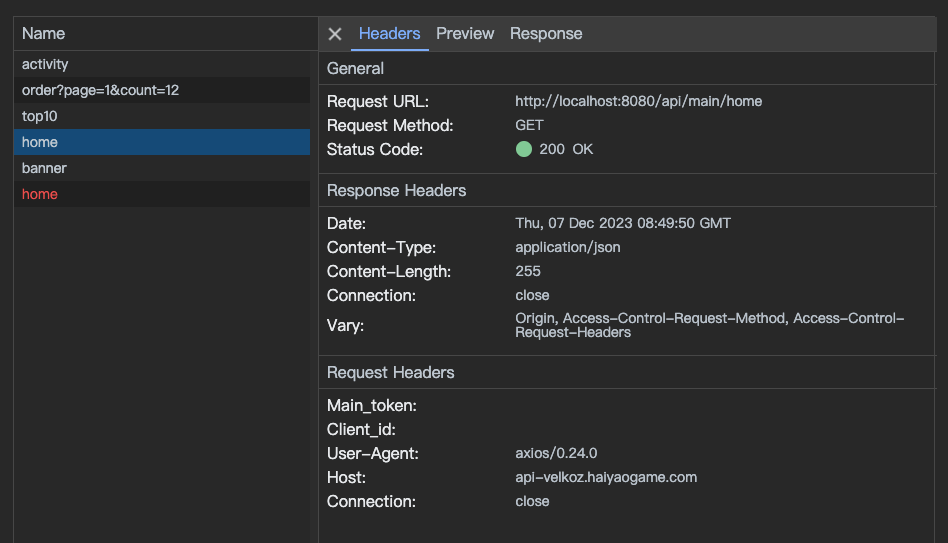 Name
Headers Preview Response
activity
order?page=1&count=12
top10
home
banner
home
General
Request URL: http://localhost:8080/api/main/home
Request Method: GET
Status Code: 200 OK
Response Headers
Date: Thu, 07 Dec 2023 08:49:50 GMT
Content-Type: application/json
Content-Length: 255
Connection: close
Vary: Origin, Access-Control-Request-Method, Access-Control-
Request-Headers
Request Headers
Main_token:
Client_id:
User-Agent: axios/0.24.0
Host: api-velkoz.haiyaogame.com
Connection: close